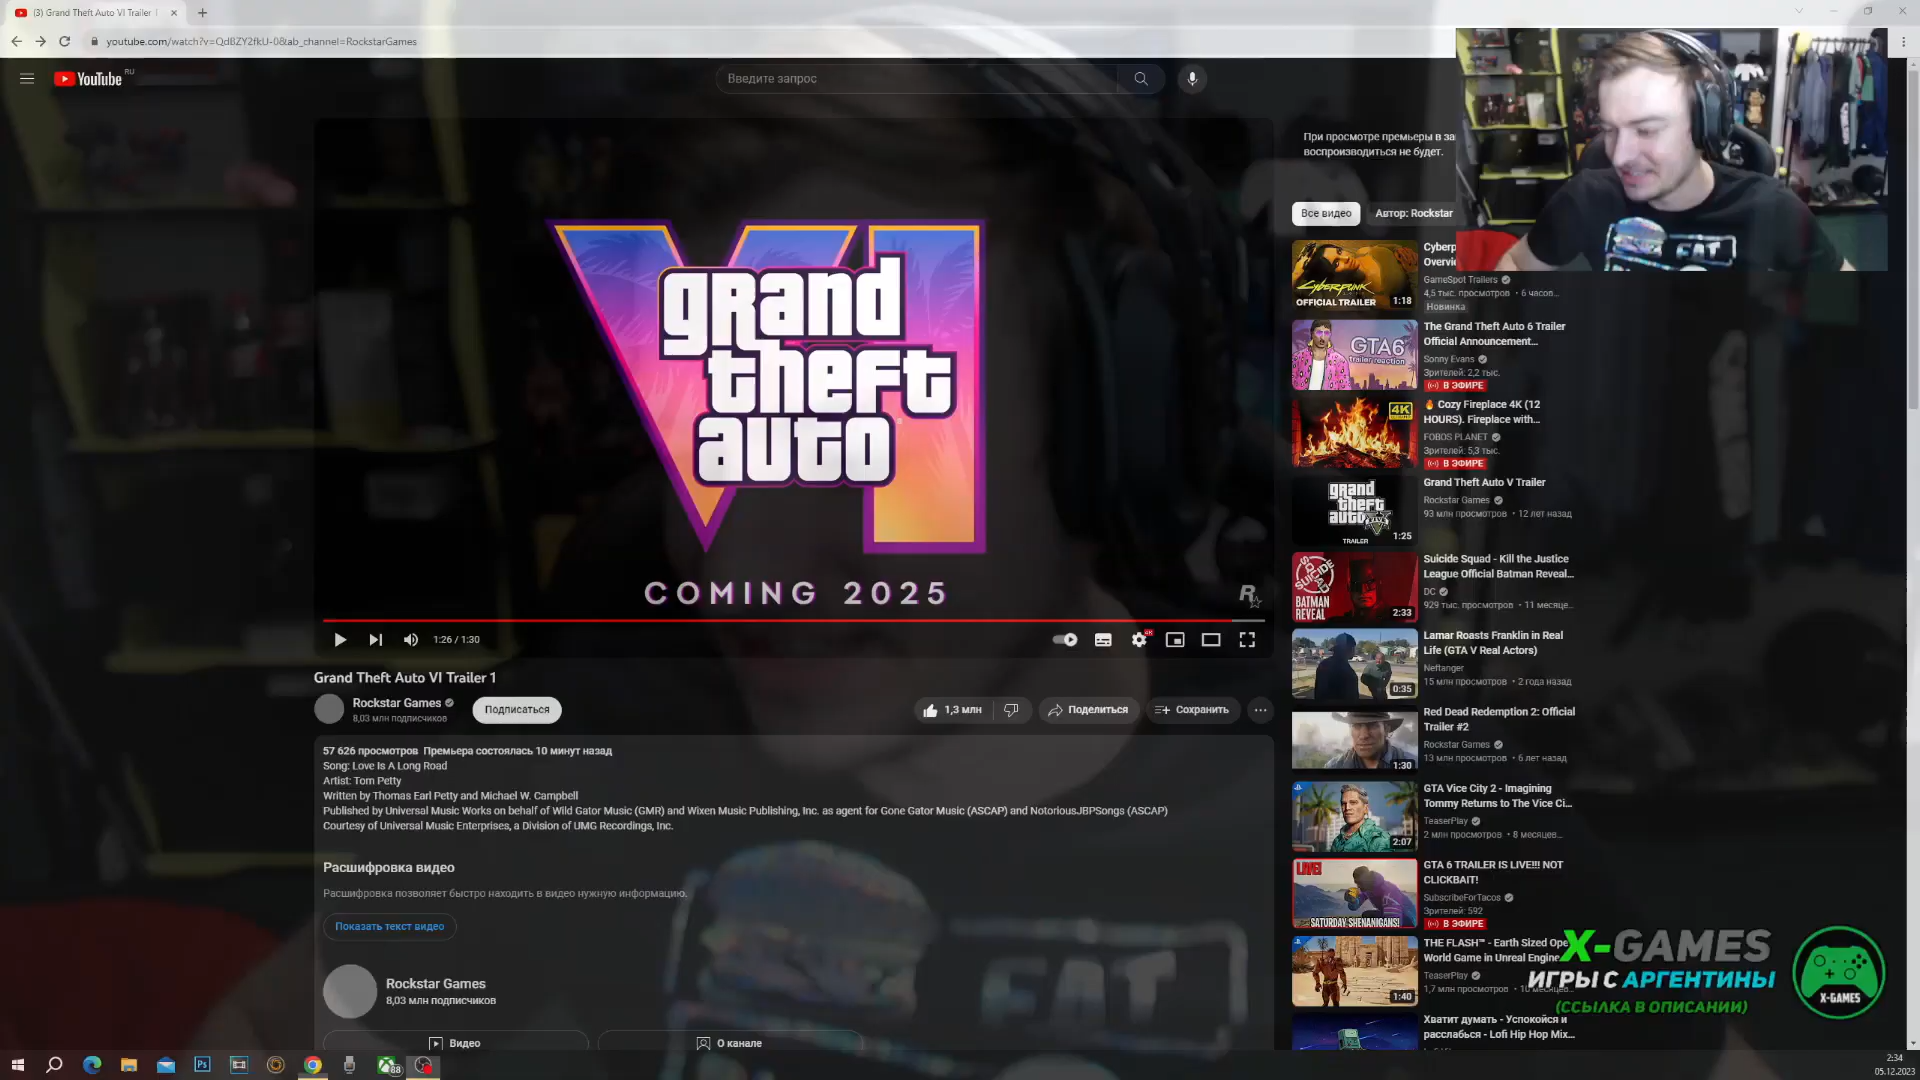 (3) Grand Theft Auto VI Trailer
youtube.com/watch?v=QdBZY2fkU-0&ab_channel=RockstarGames
YouTube RU
Введите запрос
grand
theft
auto
VI
COMING 2025
1:26 / 1:30
Grand Theft Auto VI Trailer 1
Rockstar Games
8,03 млн подписчиков
Подписаться
1,3 млн
Поделиться
Сохранить
57 626 просмотров Премьера состоялась 10 минут назад
Song: Love Is A Long Road
Artist: Tom Petty
Written by Thomas Earl Petty and Michael W. Campbell
Published by Universal Music Works on behalf of Wild Gator Music (GMR) and Wixen Music Publishing, Inc. as agent for Gone Gator Music (ASCAP) and NotoriousJBPSongs (ASCAP)
Courtesy of Universal Music Enterprises, a Division of UMG Recordings, Inc.
Расшифровка видео
Расшифровка позволяет быстро находить в видео нужную информацию.
Показать текст видео
Rockstar Games
8,03 млн подписчиков
Видео
О канале
При просмотре премьеры в
воспроизводиться не будет.
Все видео
Автор: Rockstar
FAT
FAT
CYBERPUNK
OFFICIAL TRAILER
1:18
GameSpot Trailers
4,5 тыс. просмотров • 6 часов...
Новинка
GTA6
trailer reaction
The Grand Theft Auto 6 Trailer
Official Announcement...
Sonny Evans
Зрителей: 2,2 тыс.
В ЭФИРЕ
4K
Cozy Fireplace 4K (12
HOURS). Fireplace with...
FOBOS PLANET
Зрителей: 5,3 тыс.
В ЭФИРЕ
grand
theft
auto
V
TRAILER
1:25
Grand Theft Auto V Trailer
Rockstar Games
93 млн просмотров • 12 лет назад
BATMAN
REVEAL
2:33
Suicide Squad - Kill the Justice
League Official Batman Reveal...
DC
929 тыс. просмотров • 11 месяце...
0:35
Lamar Roasts Franklin in Real
Life (GTA V Real Actors)
Neftanger
15 млн просмотров • 2 года назад
1:30
Red Dead Redemption 2: Official
Trailer #2
Rockstar Games
13 млн просмотров • 6 лет назад
2:07
GTA Vice City 2 - Imagining
Tommy Returns to The Vice Ci...
TeaserPlay
2 млн просмотров • 8 месяцев...
LIVE!
SATURDAY SHENANIGANS!
GTA 6 TRAILER IS LIVE!!! NOT
CLICKBAIT!
SubscribeForTacos
Зрителей: 592
В ЭФИРЕ
1:40
THE FLASH™ - Earth Sized
World Game in Unreal Engine
TeaserPlay
1,7 млн просмотров
Хватит думать - Успокойся и
расслабься - Lofi Hip Hop Mix...
X-GAMES
ИГРЫ С АРГЕНТИНЫ
(ССЫЛКА В ОПИСАНИИ)
X-GAMES
Ps
88
2:34
05.12.2023